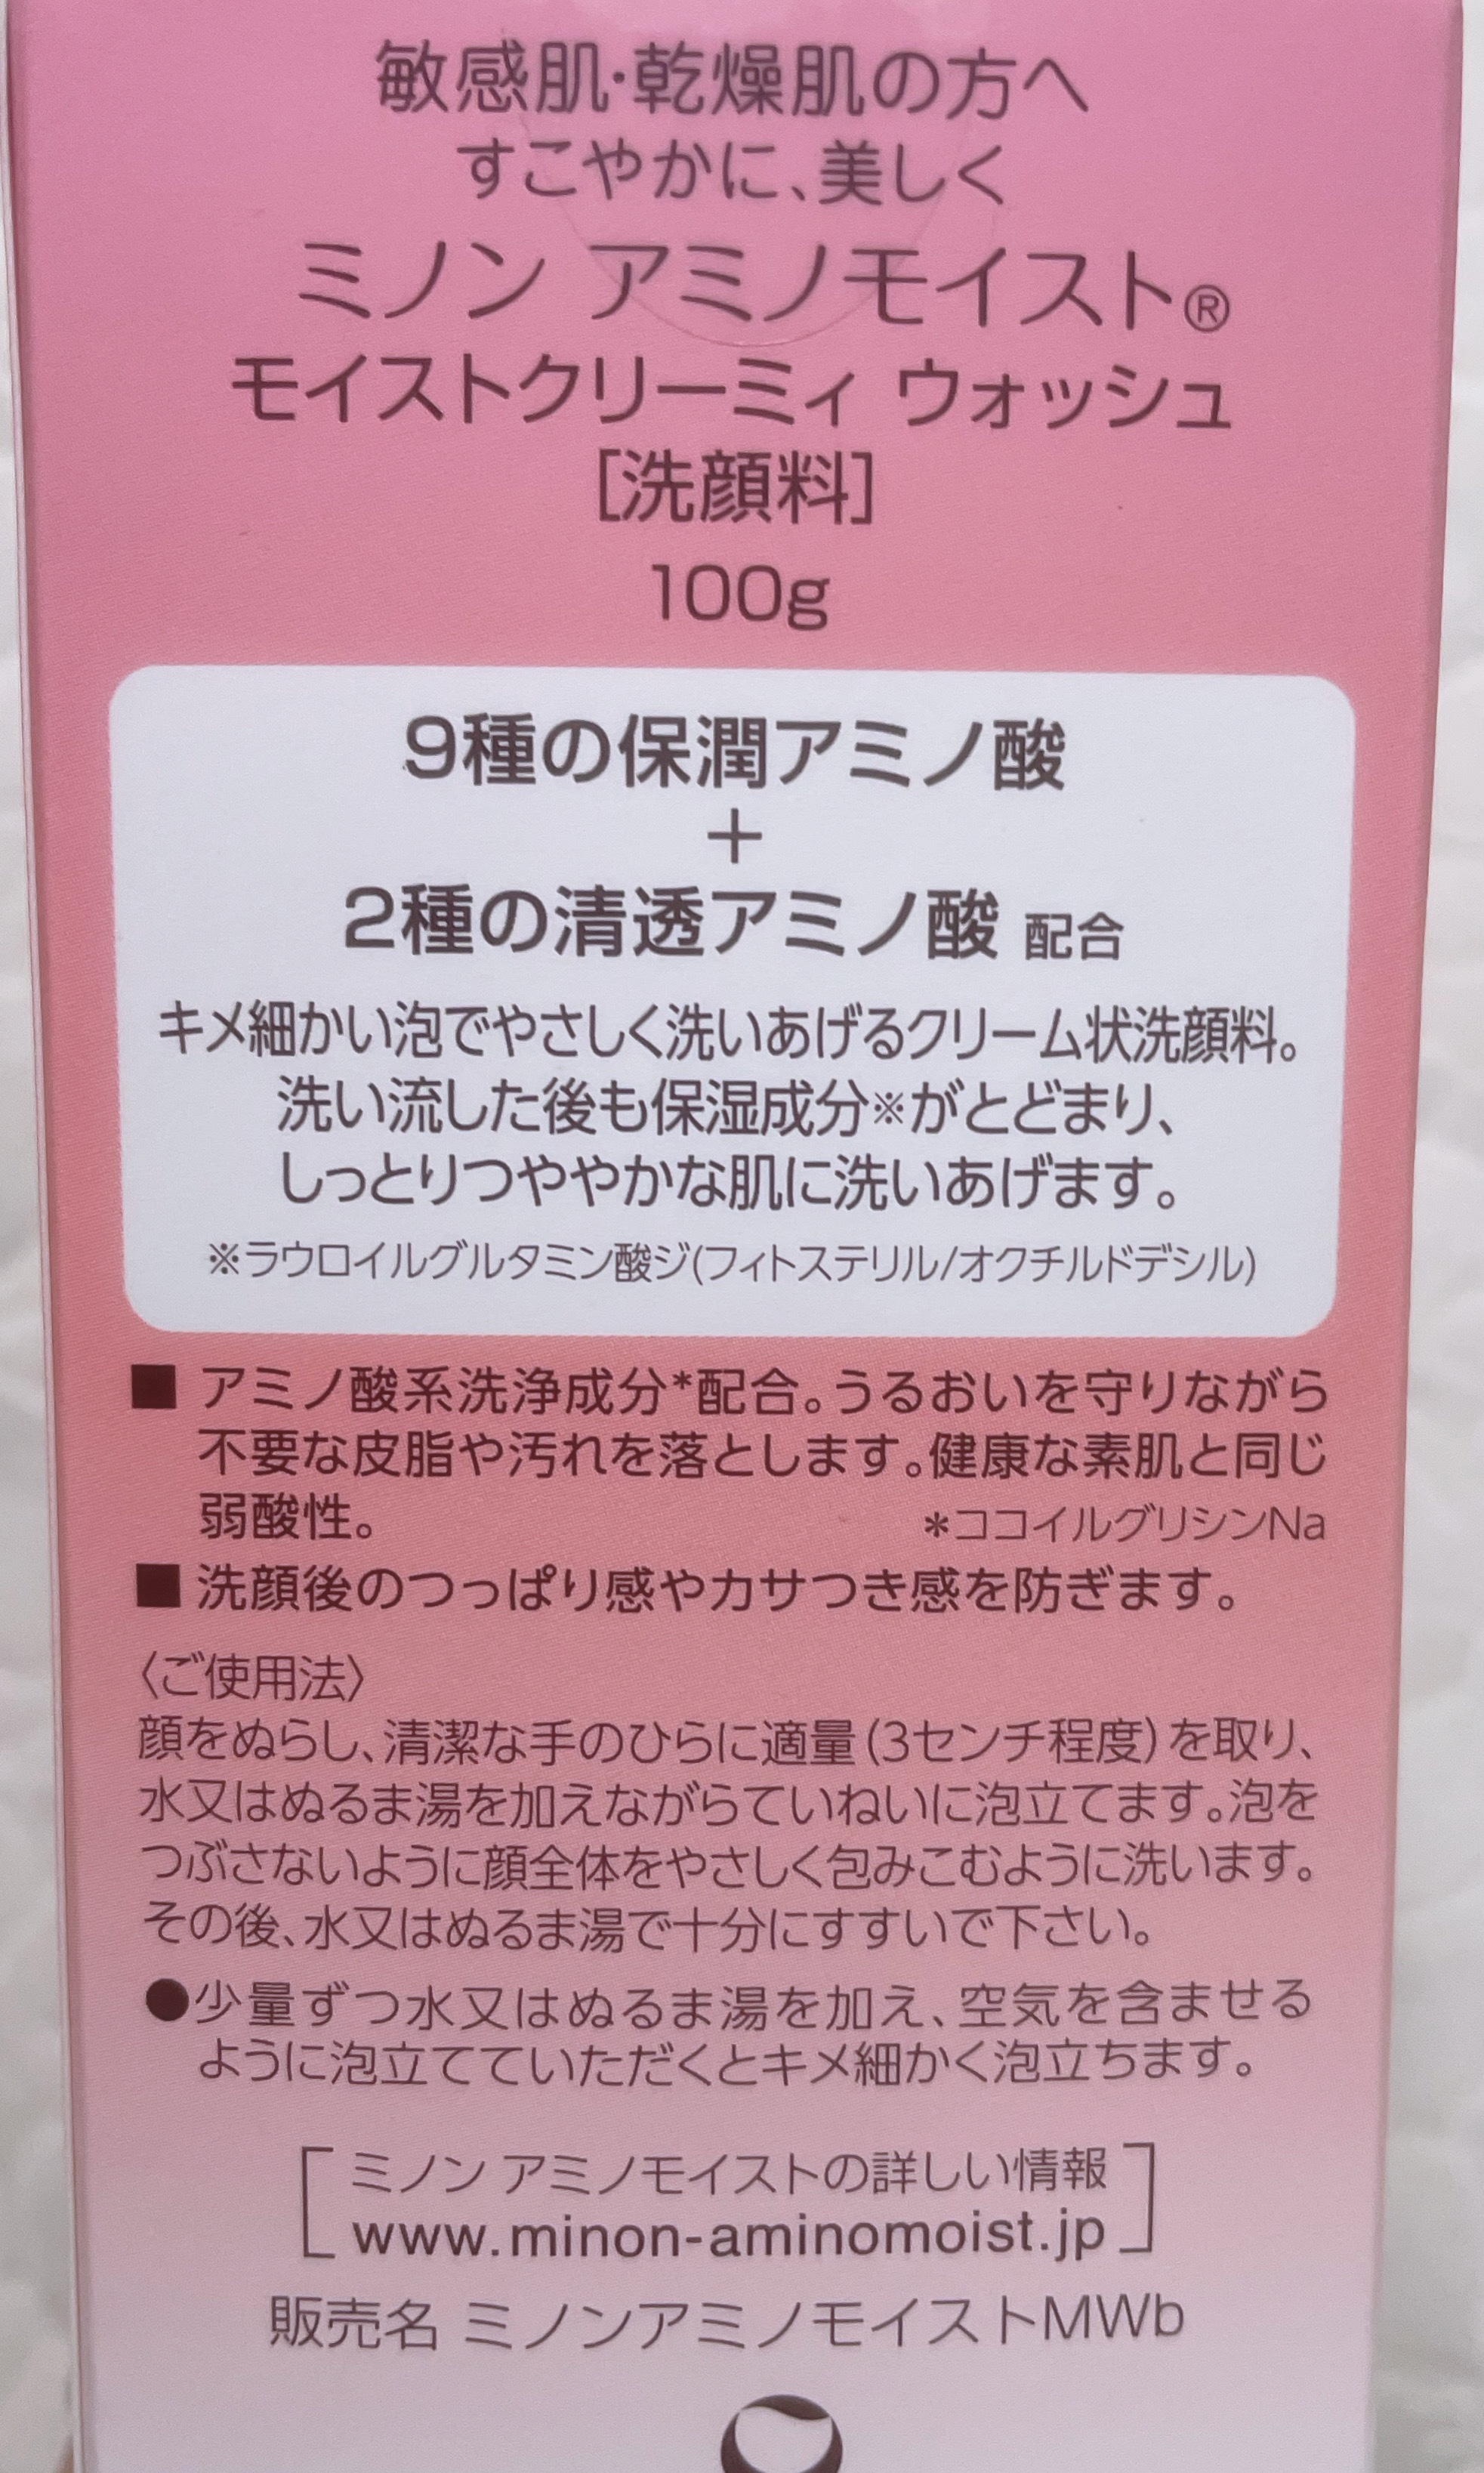 敏感肌・乾燥肌の方へ
すこやかに、美しく
ミノン アミノモイスト®
モイストクリーミィ ウォッシュ
[洗顔料]
100g
9種の保潤アミノ酸
+
2種の清透アミノ酸 配合
キメ細かい泡でやさしく洗いあげるクリーム状洗顔料。
洗い流した後も保湿成分※がとどまり、
しっとりつややかな肌に洗いあげます。
※ラウロイルグルタミン酸ジ(フィトステリル/オクチルドデシル)
■ アミノ酸系洗浄成分*配合。うるおいを守りながら
不要な皮脂や汚れを落とします。健康な素肌と同じ
弱酸性。 *ココイルグリシンNa
■ 洗顔後のつっぱり感やカサつき感を防ぎます。
〈ご使用法〉
顔をぬらし、清潔な手のひらに適量(3センチ程度)を取り、
水又はぬるま湯を加えながらていねいに泡立てます。泡を
つぶさないように顔全体をやさしく包みこむように洗います。
その後、水又はぬるま湯で十分にすすいで下さい。
●少量ずつ水又はぬるま湯を加え、空気を含ませる
ように泡立てていただくとキメ細かく泡立ちます。
ミノン アミノモイストの詳しい情報
www.minon-aminomoist.jp
販売名 ミノンアミノモイストMWb